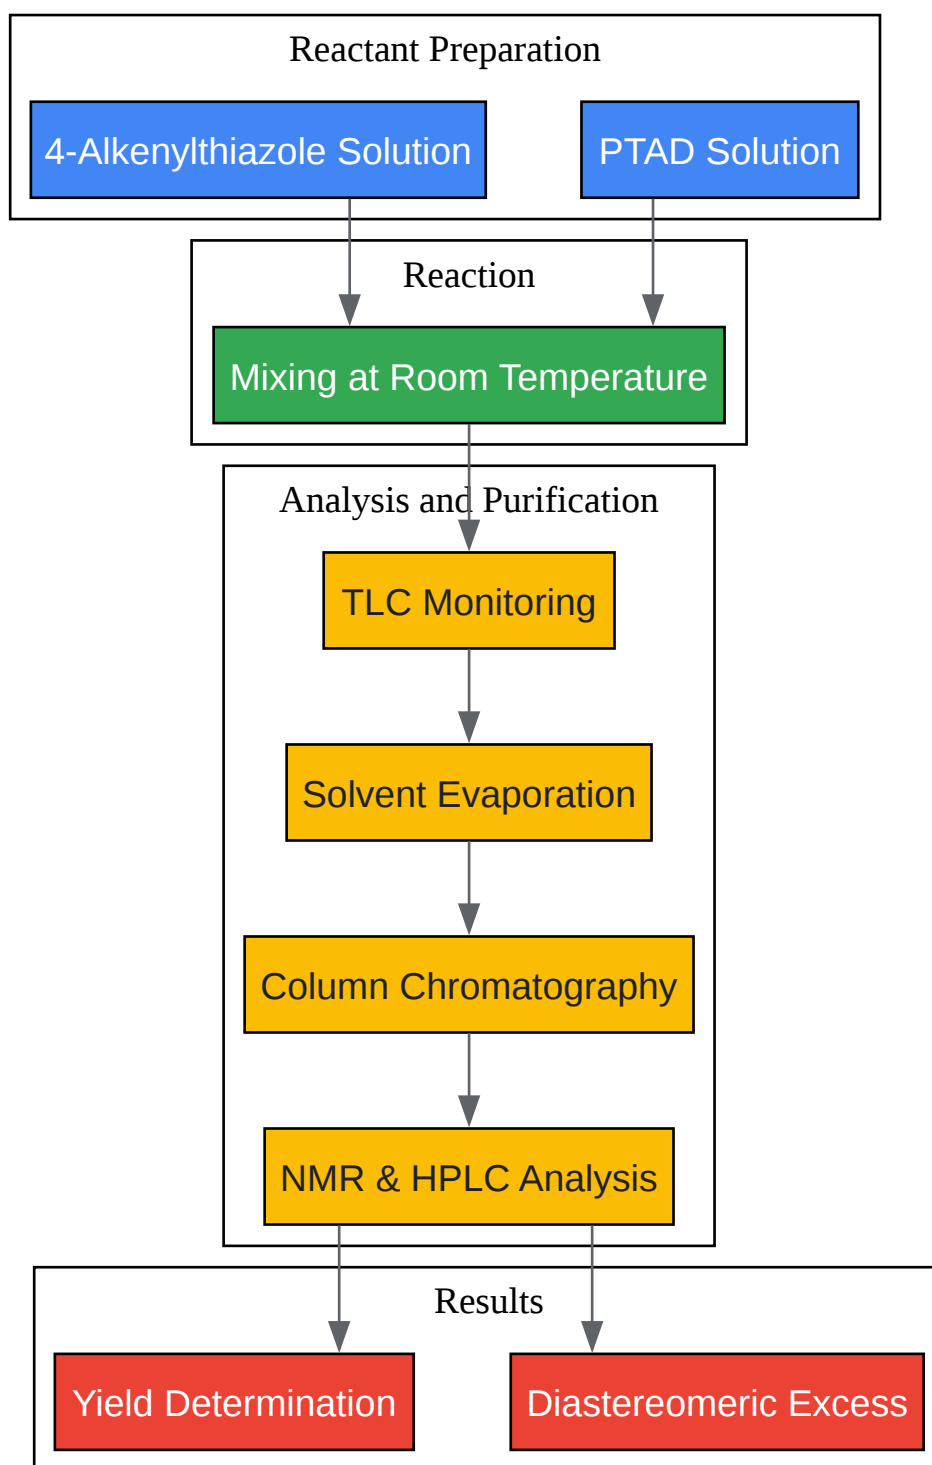 Reactant Preparation
4-Alkenylthiazole Solution
PTAD Solution
Reaction
Mixing at Room Temperature
Analysis and Purification
TLC Monitoring
Solvent Evaporation
Column Chromatography
NMR & HPLC Analysis
Results
Yield Determination
Diastereomeric Excess